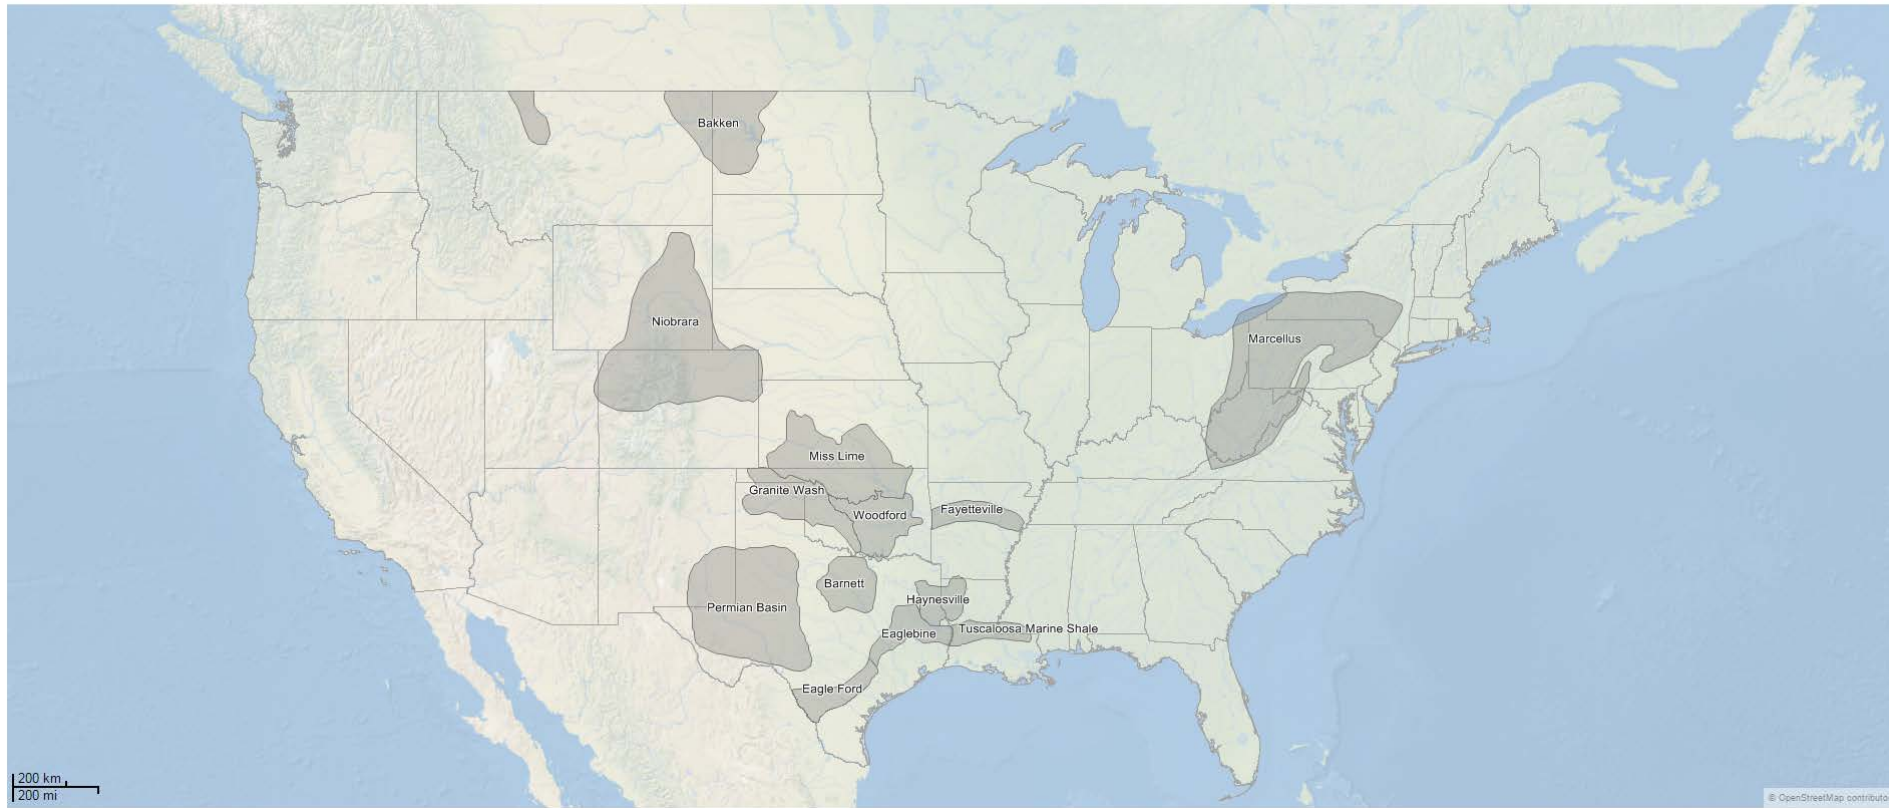 Bakken
Niobrara
Marcellus
Miss Lime
Granite Wash
Woodford
Fayetteville
Barnett
Haynesville
Permian Basin
Eaglebine
Tuscaloosa Marine Shale
Eagle Ford
200 km
200 mi
© OpenStreetMap contributo